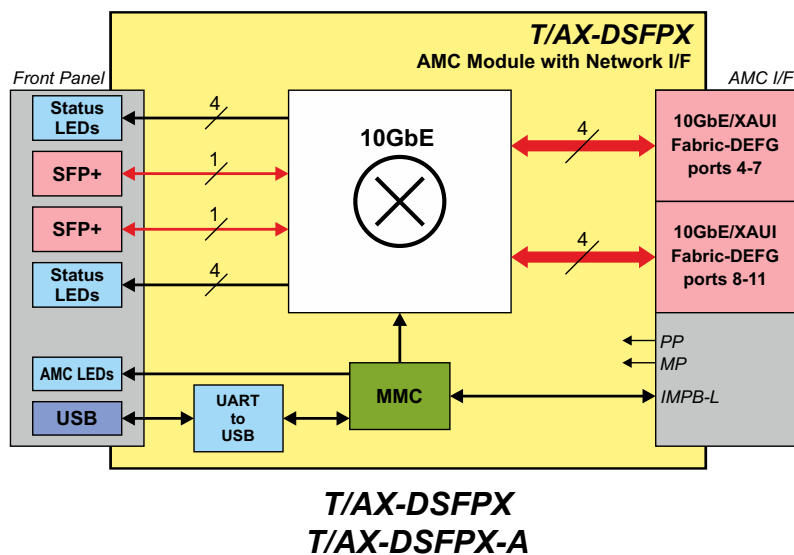 T/AX-DSFPX
AMC Module with Network I/F
Front Panel
AMC I/F
Status
LEDs
4
SFP+
1
SFP+
1
Status
LEDs
4
10GbE
4
10GbE/XAUI
Fabric-DEFG
ports 4-7
4
10GbE/XAUI
Fabric-DEFG
ports 8-11
PP
MP
IMPB-L
AMC LEDs
USB
UART
to
USB
MMC
T/AX-DSFPX
T/AX-DSFPX-A